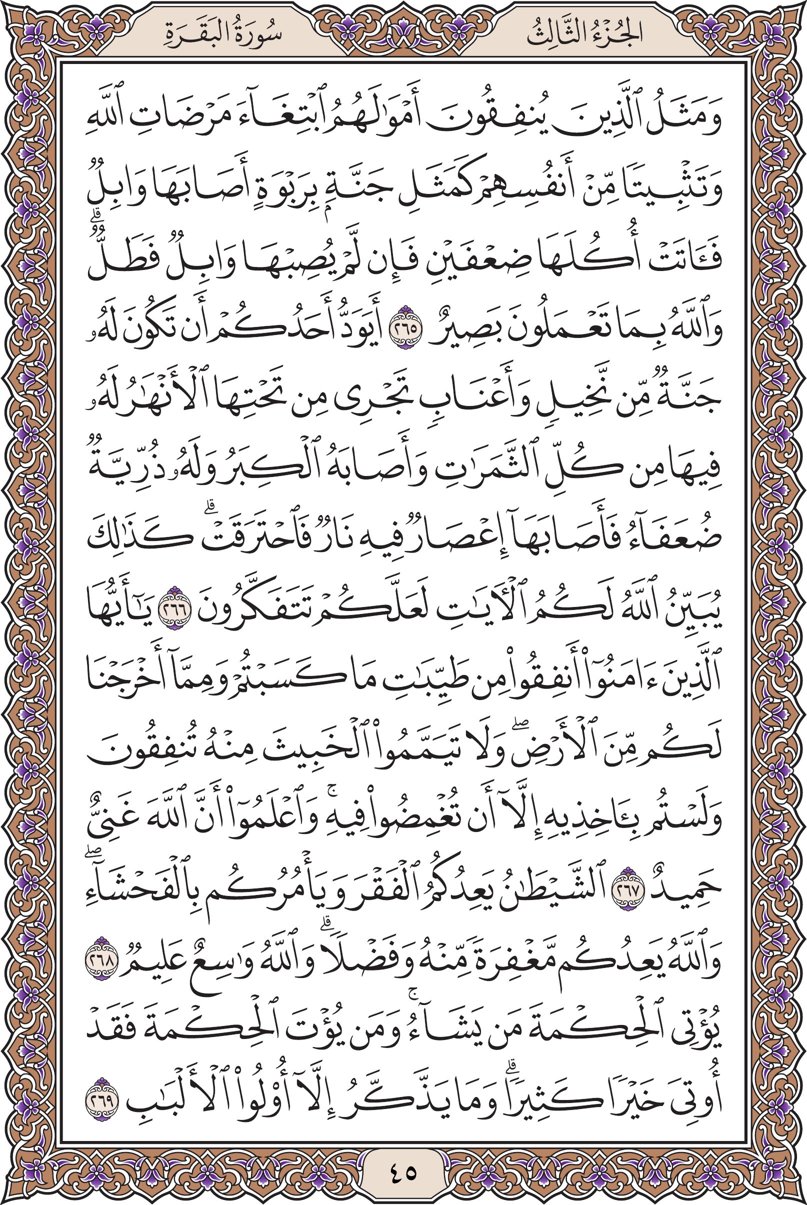 سُورَةُ البَقَرَةِ
الجُزْءُ الثَّالِثُ
وَمَثَلُ ٱلَّذِينَ يُنفِقُونَ أَمْوَٰلَهُمُ ٱبْتِغَآءَ مَرْضَاتِ ٱللَّهِ
وَتَثْبِيتٗا مِّنْ أَنفُسِهِمْ كَمَثَلِ جَنَّةِۭ بِرَبْوَةٍ أَصَابَهَا وَابِلٞ
فَـَٔاتَتْ أُكُلَهَا ضِعْفَيْنِ فَإِن لَّمْ يُصِبْهَا وَابِلٞ فَطَلّٞۗ
وَٱللَّهُ بِمَا تَعْمَلُونَ بَصِيرٌ ٢٦٥ أَيَوَدُّ أَحَدُكُمْ أَن تَكُونَ لَهُۥ
جَنَّةٞ مِّن نَّخِيلٖ وَأَعْنَابٖ تَجْرِي مِن تَحْتِهَا ٱلْأَنْهَٰرُ لَهُۥ
فِيهَا مِن كُلِّ ٱلثَّمَرَٰتِ وَأَصَابَهُ ٱلْكِبَرُ وَلَهُۥ ذُرِّيَّةٞ
ضُعَفَآءُ فَأَصَابَهَآ إِعْصَارٞ فِيهِ نَارٞ فَٱحْتَرَقَتْۗ كَذَٰلِكَ
يُبَيِّنُ ٱللَّهُ لَكُمُ ٱلْأٓيَٰتِ لَعَلَّكُمْ تَتَفَكَّرُونَ ٢٦٦ يَٰٓأَيُّهَا
ٱلَّذِينَ ءَامَنُوٓاْ أَنفِقُواْ مِن طَيِّبَٰتِ مَا كَسَبْتُمْ وَمِمَّآ أَخْرَجْنَا
لَكُم مِّنَ ٱلْأَرْضِۖ وَلَا تَيَمَّمُواْ ٱلْخَبِيثَ مِنْهُ تُنفِقُونَ
وَلَسْتُم بِـَٔاخِذِيهِ إِلَّآ أَن تُغْمِضُواْ فِيهِۚ وَٱعْلَمُوٓاْ أَنَّ ٱللَّهَ غَنِيٌّ
حَمِيدٌ ٢٦٧ ٱلشَّيْطَٰنُ يَعِدُكُمُ ٱلْفَقْرَ وَيَأْمُرُكُم بِٱلْفَحْشَآءِۖ
وَٱللَّهُ يَعِدُكُم مَّغْفِرَةٗ مِّنْهُ وَفَضْلٗاۗ وَٱللَّهُ وَٰسِعٌ عَلِيمٞ ٢٦٨
يُؤْتِي ٱلْحِكْمَةَ مَن يَشَآءُۚ وَمَن يُؤْتَ ٱلْحِكْمَةَ فَقَدْ
أُوتِيَ خَيْرٗا كَثِيرٗاۗ وَمَا يَذَّكَّرُ إِلَّآ أُوْلُواْ ٱلْأَلْبَٰبِ ٢٦٩
٤٥